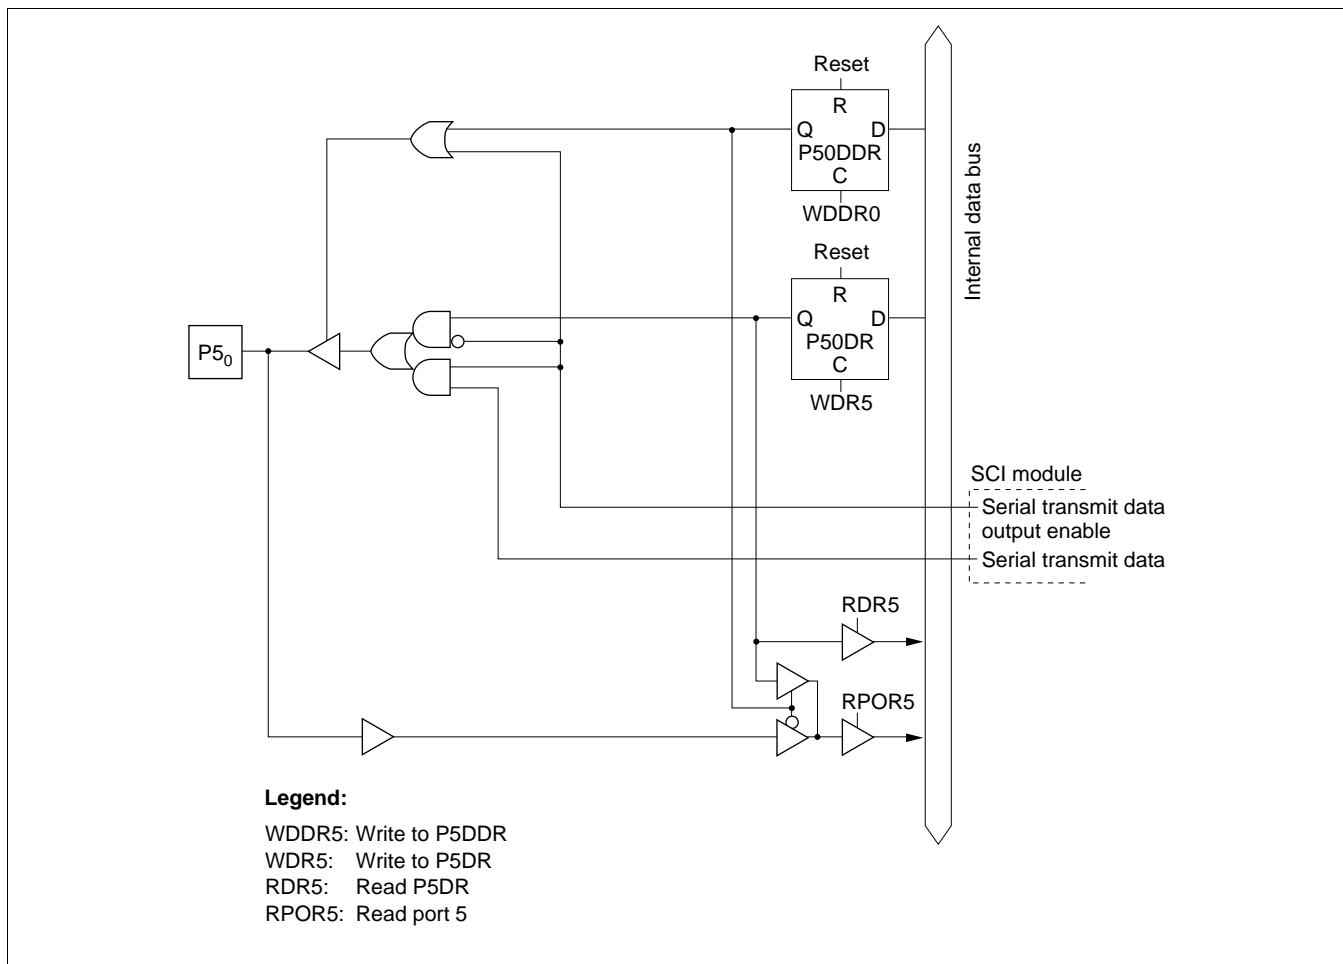 Reset
R
Q D
P50DDR
C
WDDR0
Internal data bus
Reset
R
Q D
P50DR
C
WDR5
P5₀
SCI module
Serial transmit data
output enable
Serial transmit data
RDR5
RPOR5
Legend:
WDDR5: Write to P5DDR
WDR5: Write to P5DR
RDR5: Read P5DR
RPOR5: Read port 5